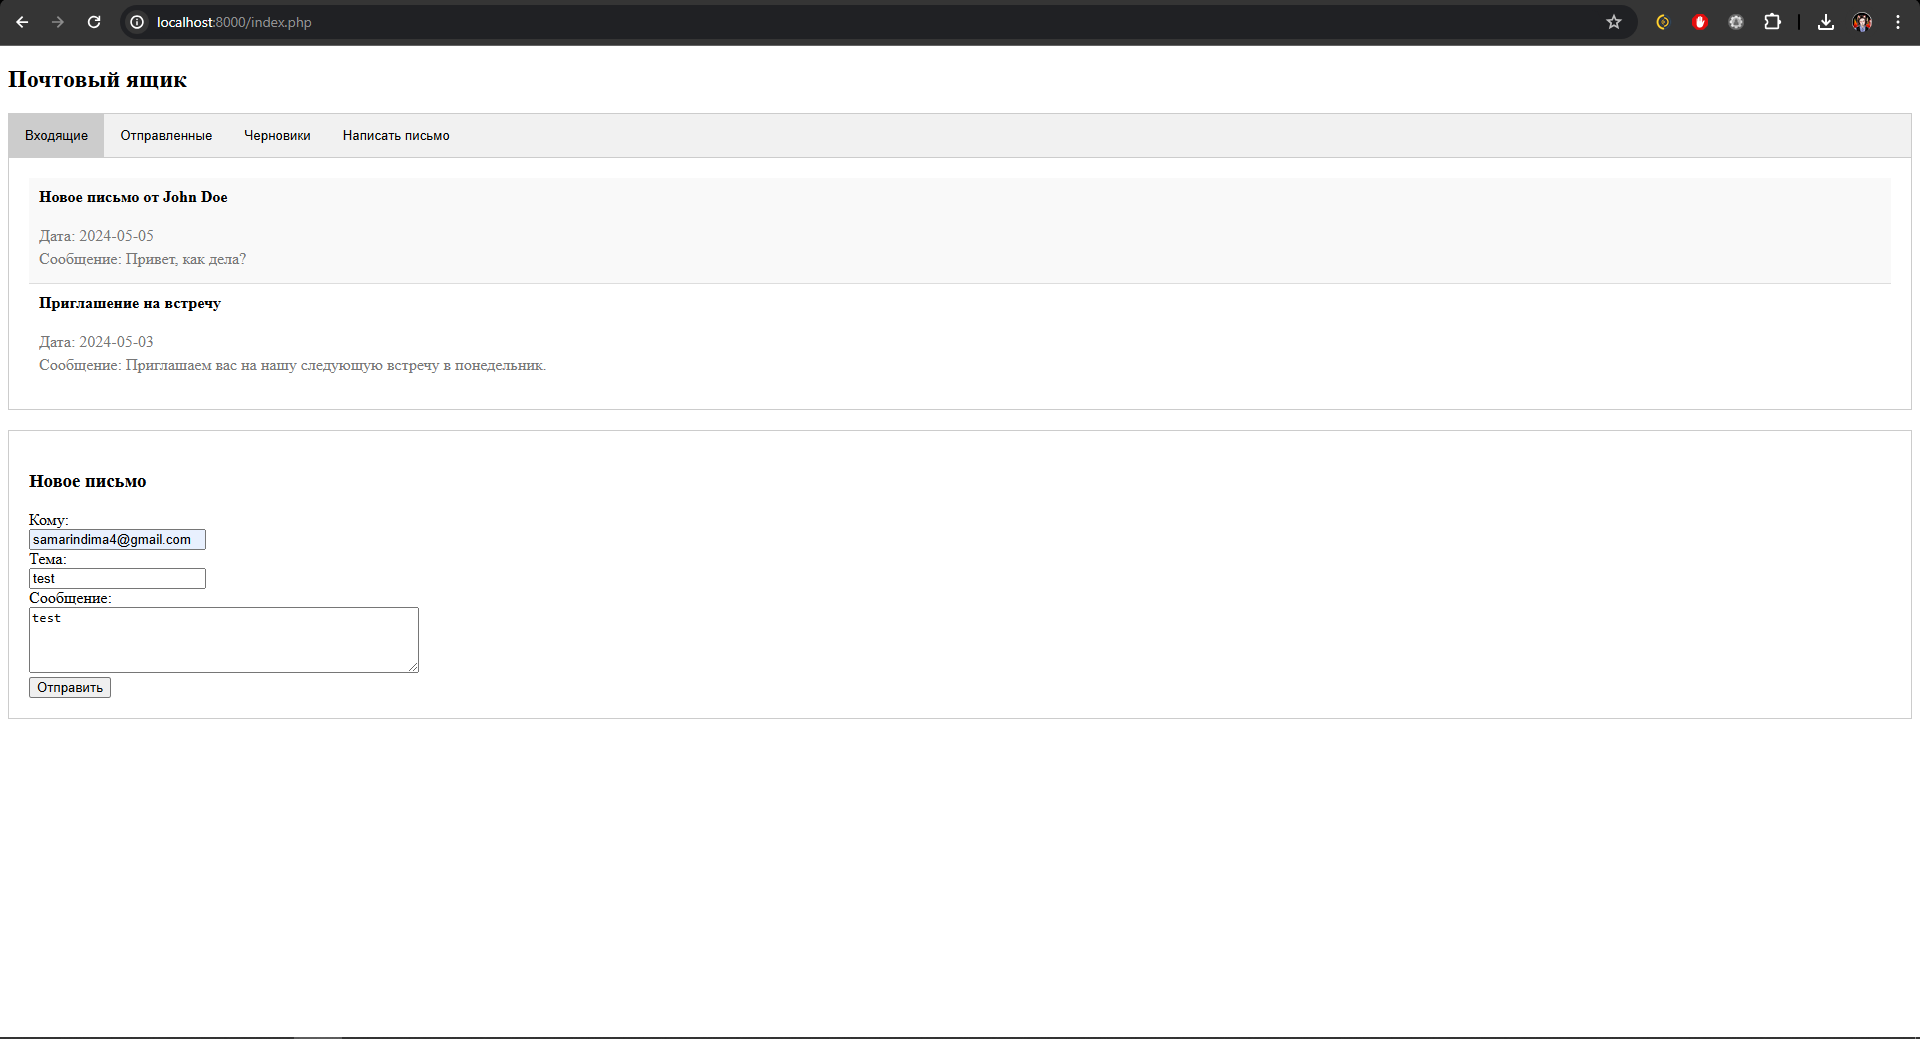 localhost:8000/index.php
Почтовый ящик
Входящие Отправленные Черновики Написать письмо
Новое письмо от John Doe
Дата: 2024-05-05
Сообщение: Привет, как дела?
Приглашение на встречу
Дата: 2024-05-03
Сообщение: Приглашаем вас на нашу следующую встречу в понедельник.
Новое письмо
Кому:
samarindima4@gmail.com
Тема:
test
Сообщение:
test
Отправить